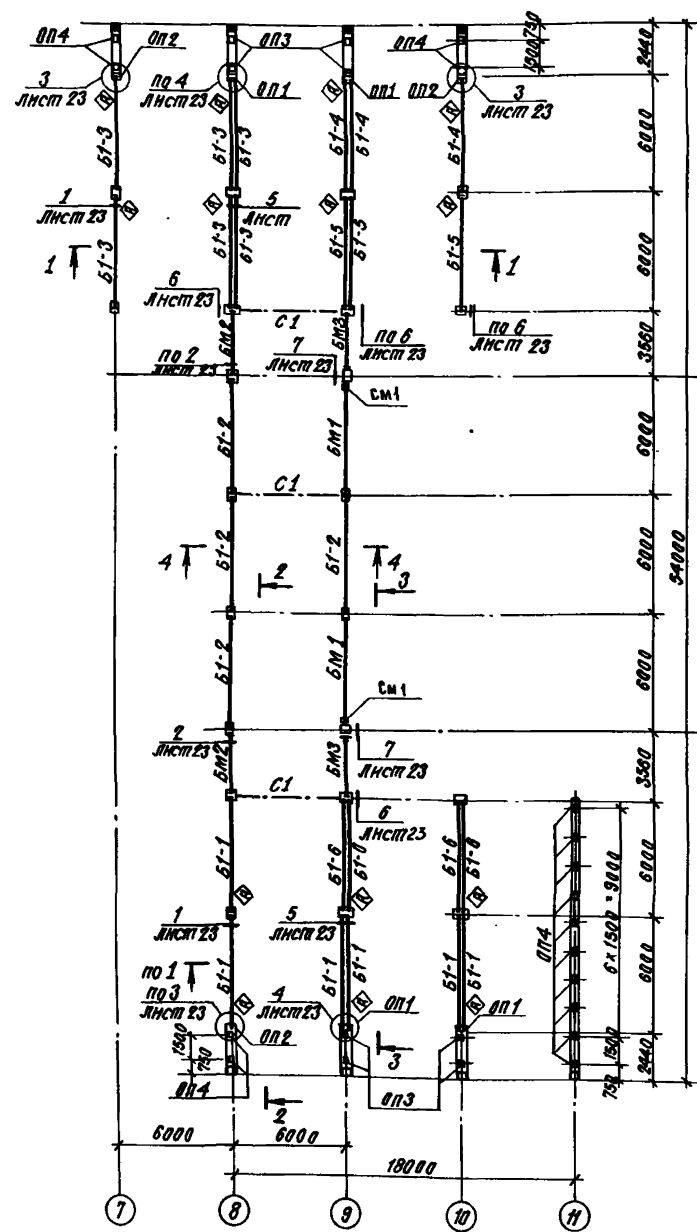 ОП4
ОП2
3
Лист 23
по 4
Лист 23
ОП3
ОП1
ОП1
ОП2
ОП4
3
Лист 23
750
1500
2440
Б1-3
Б1-3
Б1-3
Б1-4
Б1-4
Б1-4
6000
1
Лист 23
5
Лист
Б1-3
Б1-3
Б1-3
Б1-5
Б1-5
Б1-5
6000
1
1
6
Лист 23
С1
по 6
Лист 23
по 6
Лист 23
БМ2
БМ3
3560
по 2
Лист 23
7
Лист 23
СМ1
Б1-2
БМ1
6000
С1
Б1-2
Б1-2
6000
54000
4
4
2
3
Б1-2
БМ1
6000
СМ1
2
Лист 23
7
Лист 23
БМ2
БМ3
3560
С1
6
Лист 23
Б1-1
Б1-6
Б1-6
Б1-6
Б1-6
6000
ОП4
6×1500=9000
1
Лист 23
5
Лист 23
Б1-1
Б1-1
Б1-1
Б1-1
Б1-1
6000
по 1
по 3
Лист 23
4
Лист 23
ОП1
ОП1
1500
750
ОП2
3
ОП4
2
ОП3
750
1500
2440
6000
6000
18000
7
8
9
10
11